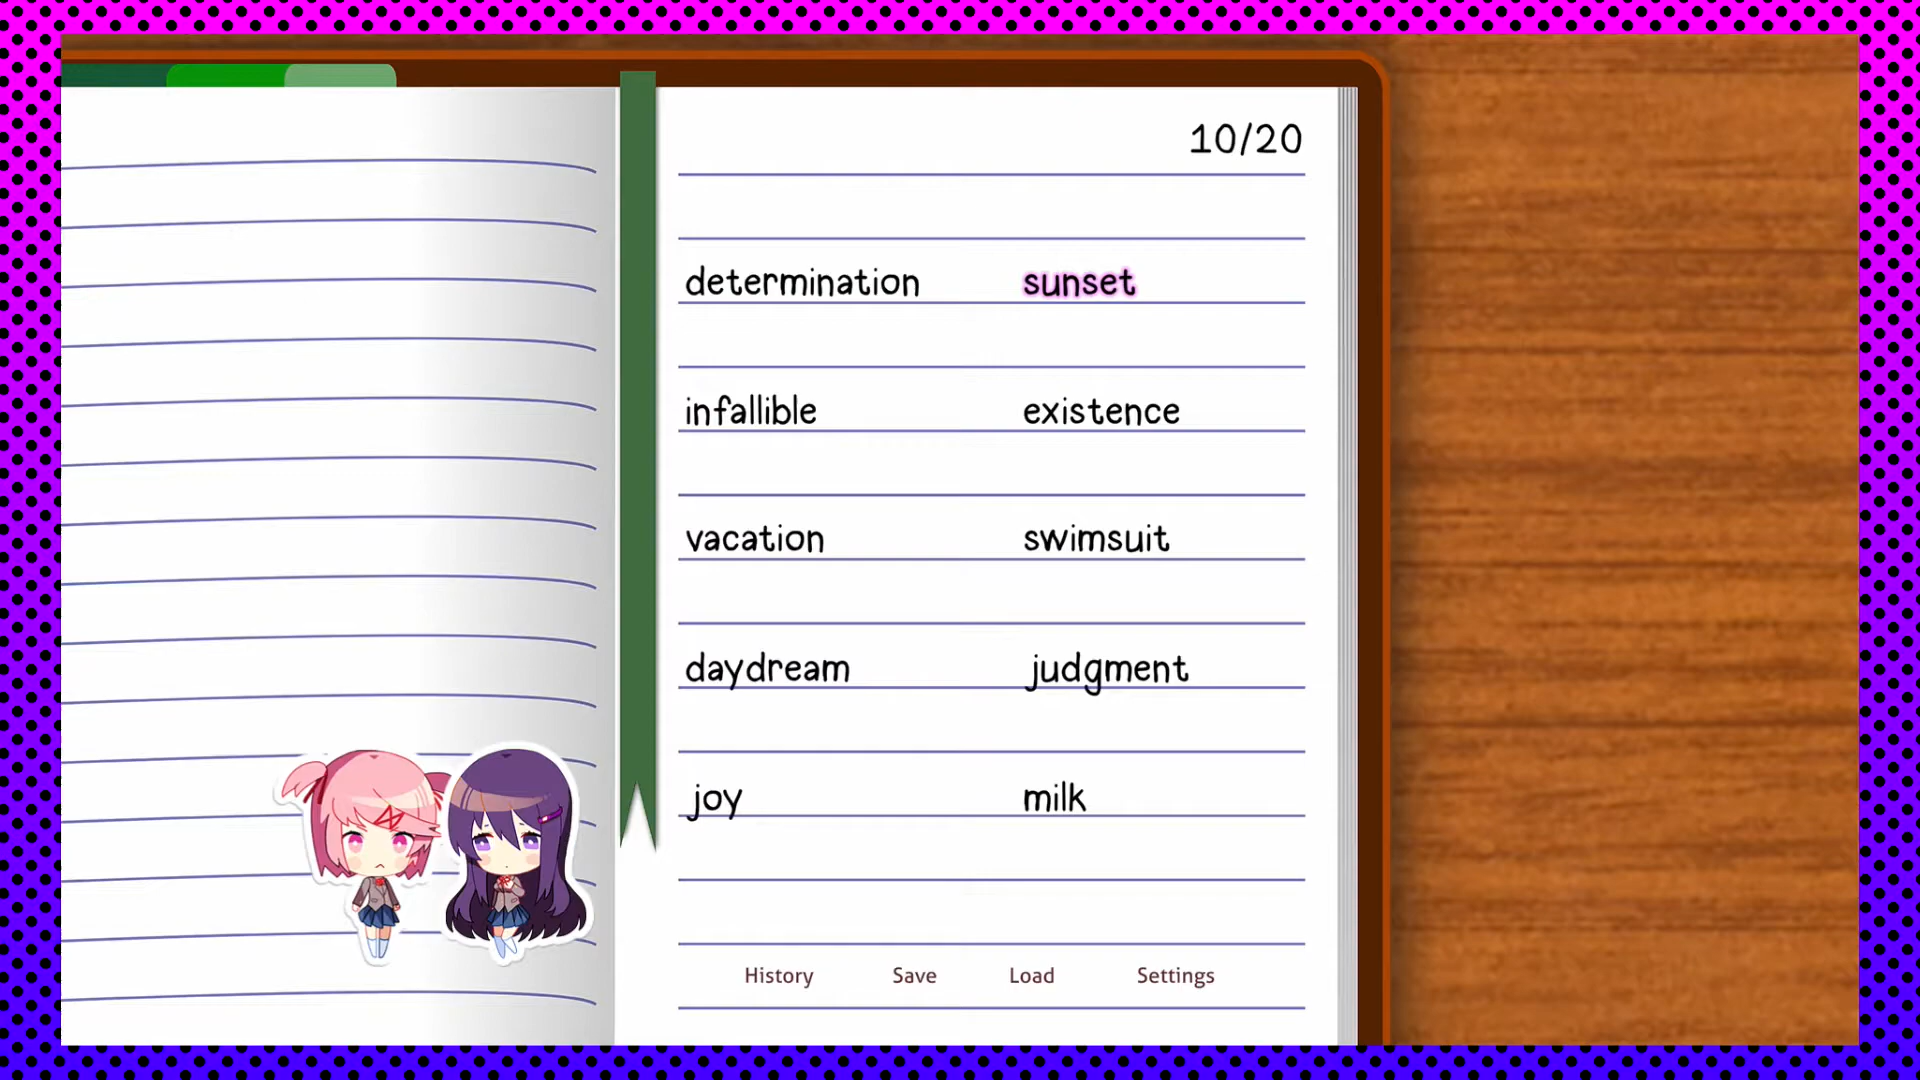 10/20
determination sunset
infallible existence
vacation swimsuit
daydream judgment
joy milk
History Save Load Settings